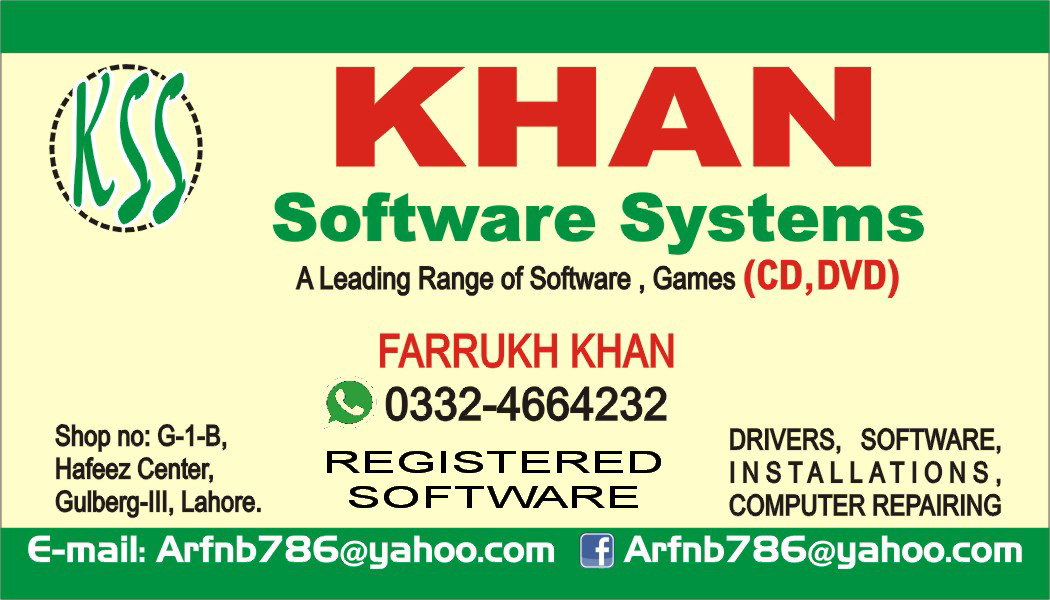 KSS
KHAN
Software Systems
A Leading Range of Software , Games (CD,DVD)
FARRUKH KHAN
0332-4664232
Shop no: G-1-B,
Hafeez Center,
Gulberg-III, Lahore.
REGISTERED
SOFTWARE
DRIVERS, SOFTWARE,
INSTALLATIONS,
COMPUTER REPAIRING
E-mail: Arfnb786@yahoo.com f Arfnb786@yahoo.com